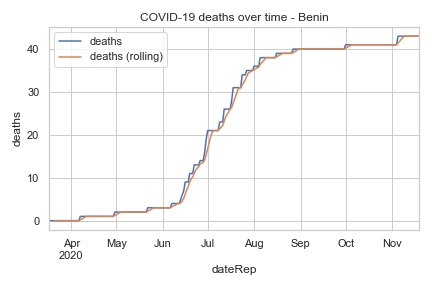 COVID-19 deaths over time - Benin
deaths
deaths (rolling)
deaths
40
30
20
10
0
Apr May Jun Jul Aug Sep Oct Nov
2020
dateRep